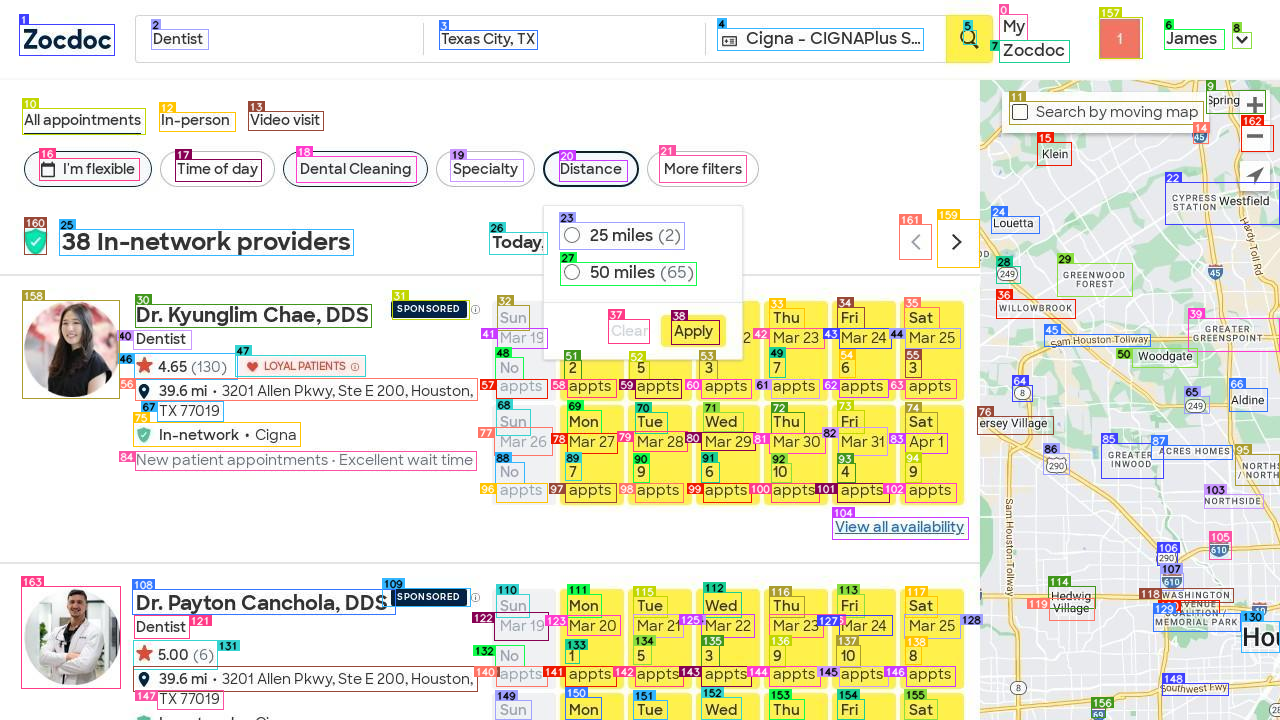 Zocdoc
Dentist
Texas City, TX
Cigna - CIGNAPlus S...
My
Zocdoc
1
James
All appointments
In-person
Video visit
I'm flexible
Time of day
Dental Cleaning
Specialty
Distance
More filters
38 In-network providers
Today,
25 miles (2)
50 miles (65)
Clear
Apply
Dr. Kyunglim Chae, DDS
SPONSORED
Dentist
4.65 (130)
LOYAL PATIENTS
39.6 mi • 3201 Allen Pkwy, Ste E 200, Houston,
TX 77019
In-network • Cigna
New patient appointments · Excellent wait time
Sun
Mar 19
No
appts
2
appts
5
appts
3
appts
Thu
Mar 23
7
appts
Fri
Mar 24
6
appts
Sat
Mar 25
3
appts
Sun
Mar 26
No
appts
Mon
Mar 27
7
appts
Tue
Mar 28
9
appts
Wed
Mar 29
6
appts
Thu
Mar 30
10
appts
Fri
Mar 31
4
appts
Sat
Apr 1
9
appts
View all availability
Dr. Payton Canchola, DDS
SPONSORED
Dentist
5.00 (6)
39.6 mi • 3201 Allen Pkwy, Ste E 200, Houston,
TX 77019
Sun
Mar 19
No
appts
Mon
Mar 20
1
appts
Tue
Mar 21
5
appts
Wed
Mar 22
3
appts
Thu
Mar 23
9
appts
Fri
Mar 24
10
appts
Sat
Mar 25
8
appts
Sun
Mon
Tue
Wed
Thu
Fri
Sat
Search by moving map
Spring
Klein
CYPRESS
STATION
Westfield
Louetta
Hardy Toll Rd
GREENWOOD
FOREST
WILLOWBROOK
Sam Houston Tollway
GREATER
GREENSPOINT
Woodgate
Aldine
ersey Village
GREATER
INWOOD
ACRES HOMES
NORTHSIDE
Sam Houston Tollway
Hedwig
Village
WASHINGTON
MEMORIAL PARK
Hou
Southwest Fwy